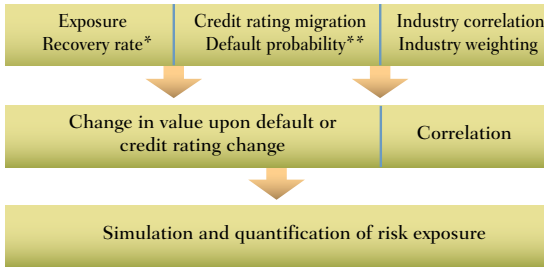 Exposure
Recovery rate*
Credit rating migration
Default probability**
Industry correlation
Industry weighting
Change in value upon default or
credit rating change
Correlation
Simulation and quantification of risk exposure